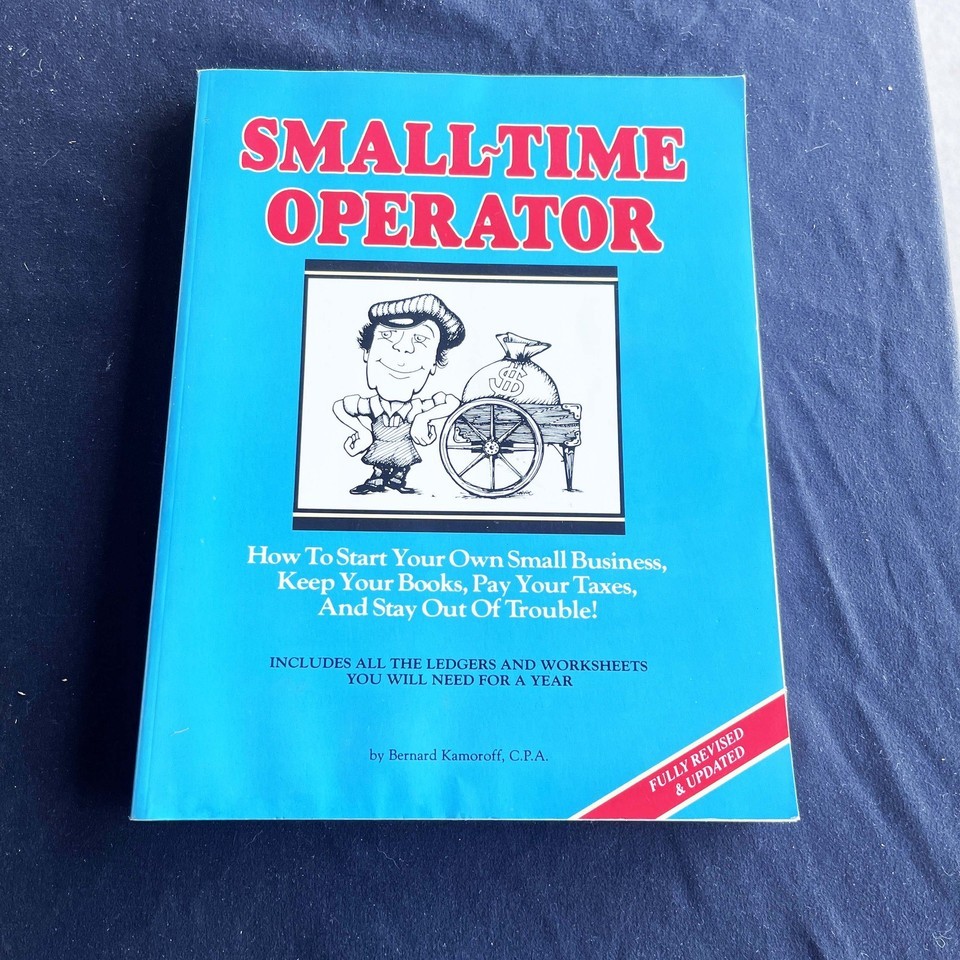 SMALL~TIME
OPERATOR
$
How To Start Your Own Small Business,
Keep Your Books, Pay Your Taxes,
And Stay Out Of Trouble!
INCLUDES ALL THE LEDGERS AND WORKSHEETS
YOU WILL NEED FOR A YEAR
by Bernard Kamoroff, C.P.A.
FULLY REVISED
& UPDATED